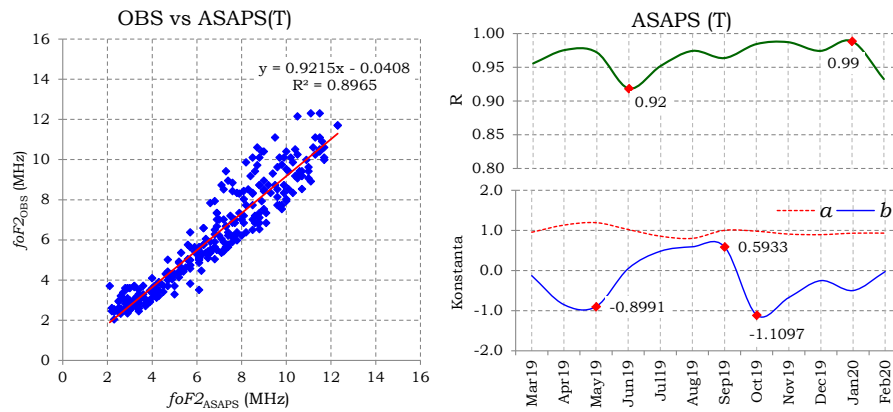 OBS vs ASAPS(T)
16
14
12
10
8
6
4
2
0
y = 0.9215x - 0.0408
R² = 0.8965
foF2OBS (MHz)
0 2 4 6 8 10 12 14 16
foF2ASAPS (MHz)
ASAPS (T)
1.00
0.95
0.90
0.85
0.80
R
0.92
0.99
2.0
1.0
0.0
-1.0
-2.0
Konstanta
a b
0.5933
-0.8991
-1.1097
Mar19 Apr19 May19 Jun19 Jul19 Aug19 Sep19 Oct19 Nov19 Dec19 Jan20 Feb20